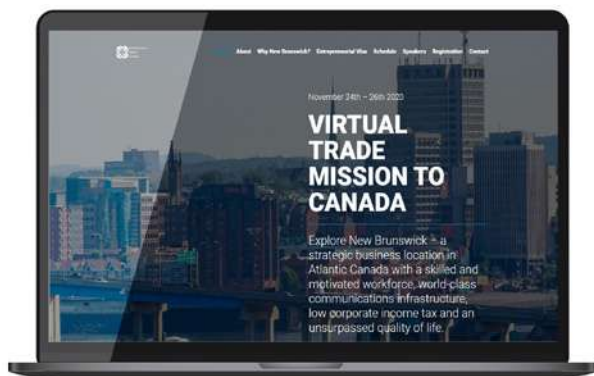 About Why New Brunswick? Entrepreneurial Visa Schedule Speakers Registration Contact
November 24th – 26th 2020
VIRTUAL
TRADE
MISSION TO
CANADA
Explore New Brunswick – a
strategic business location in
Atlantic Canada with a skilled and
motivated workforce, world-class
communications infrastructure,
low corporate income tax and an
unsurpassed quality of life.